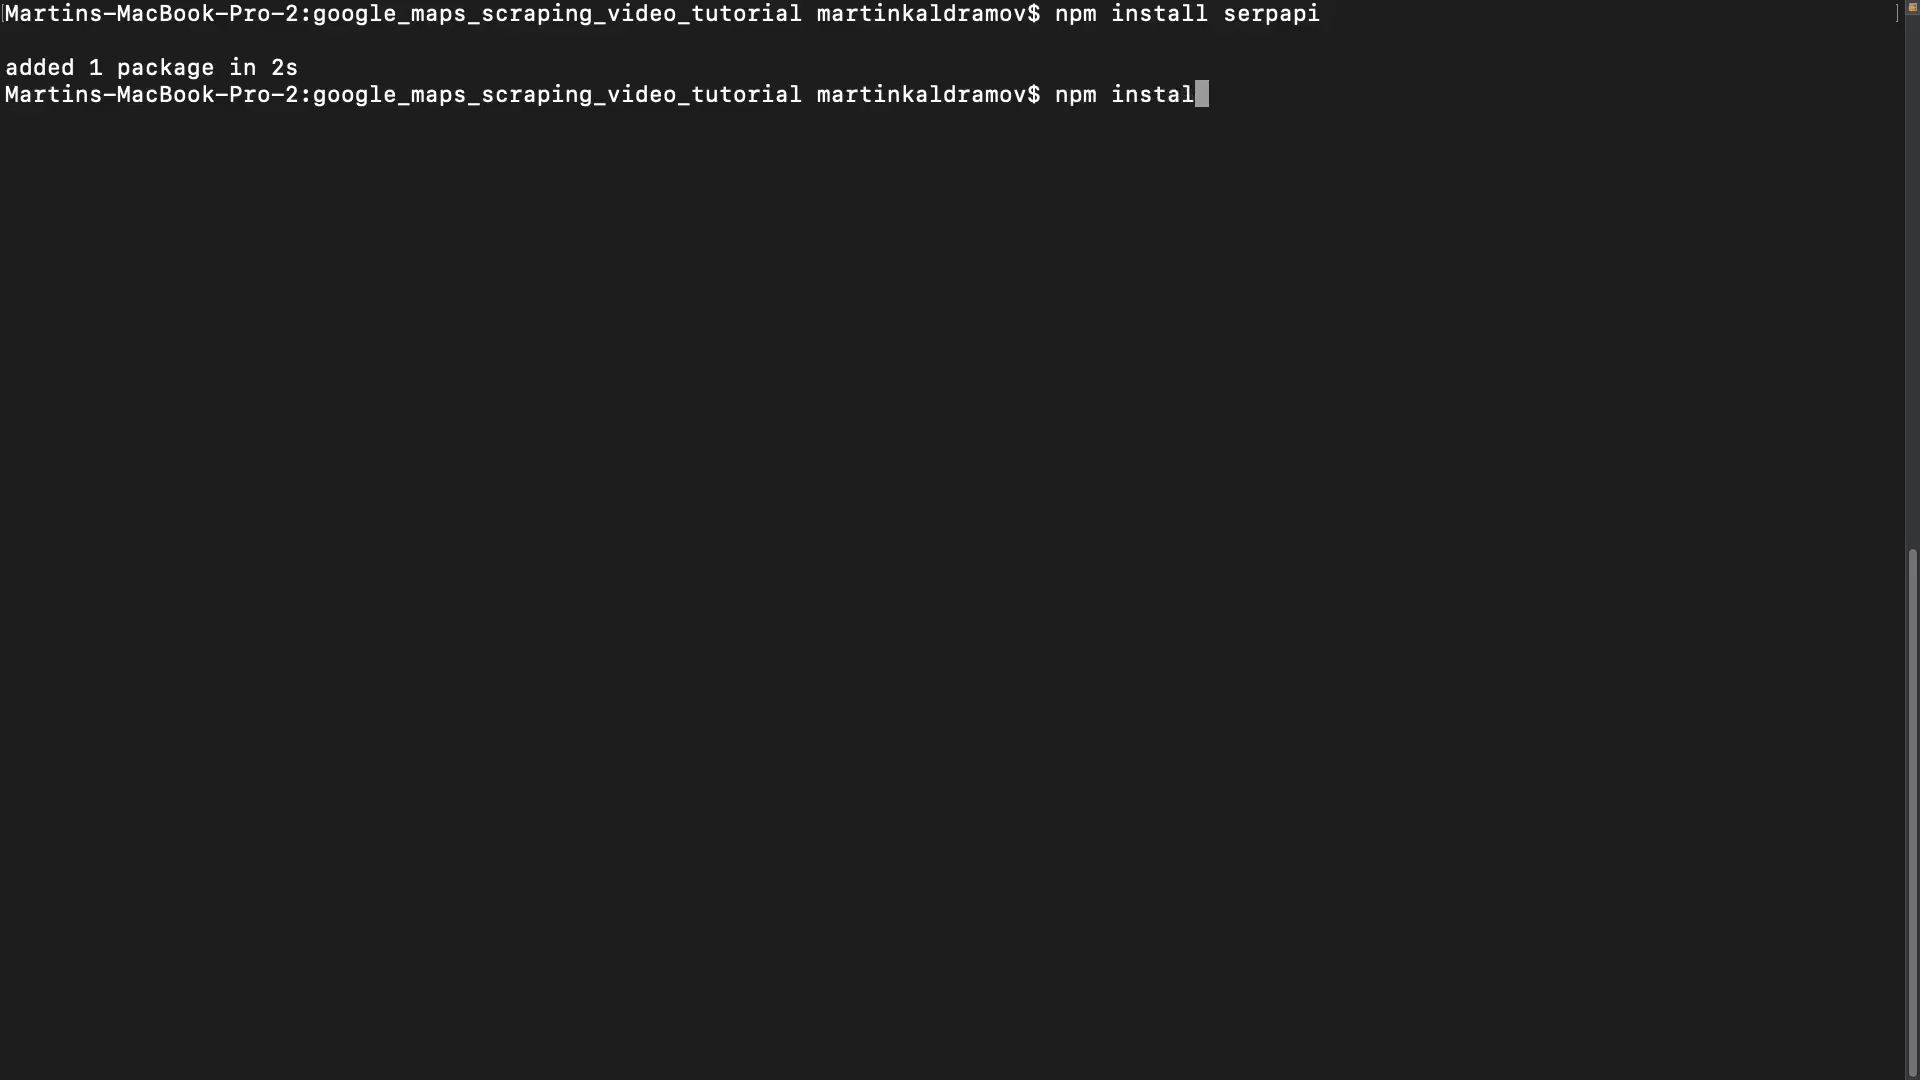 Martins-MacBook-Pro-2:google_maps_scraping_video_tutorial martinkaldramov$ npm install serpapi
added 1 package in 2s
Martins-MacBook-Pro-2:google_maps_scraping_video_tutorial martinkaldramov$ npm instal